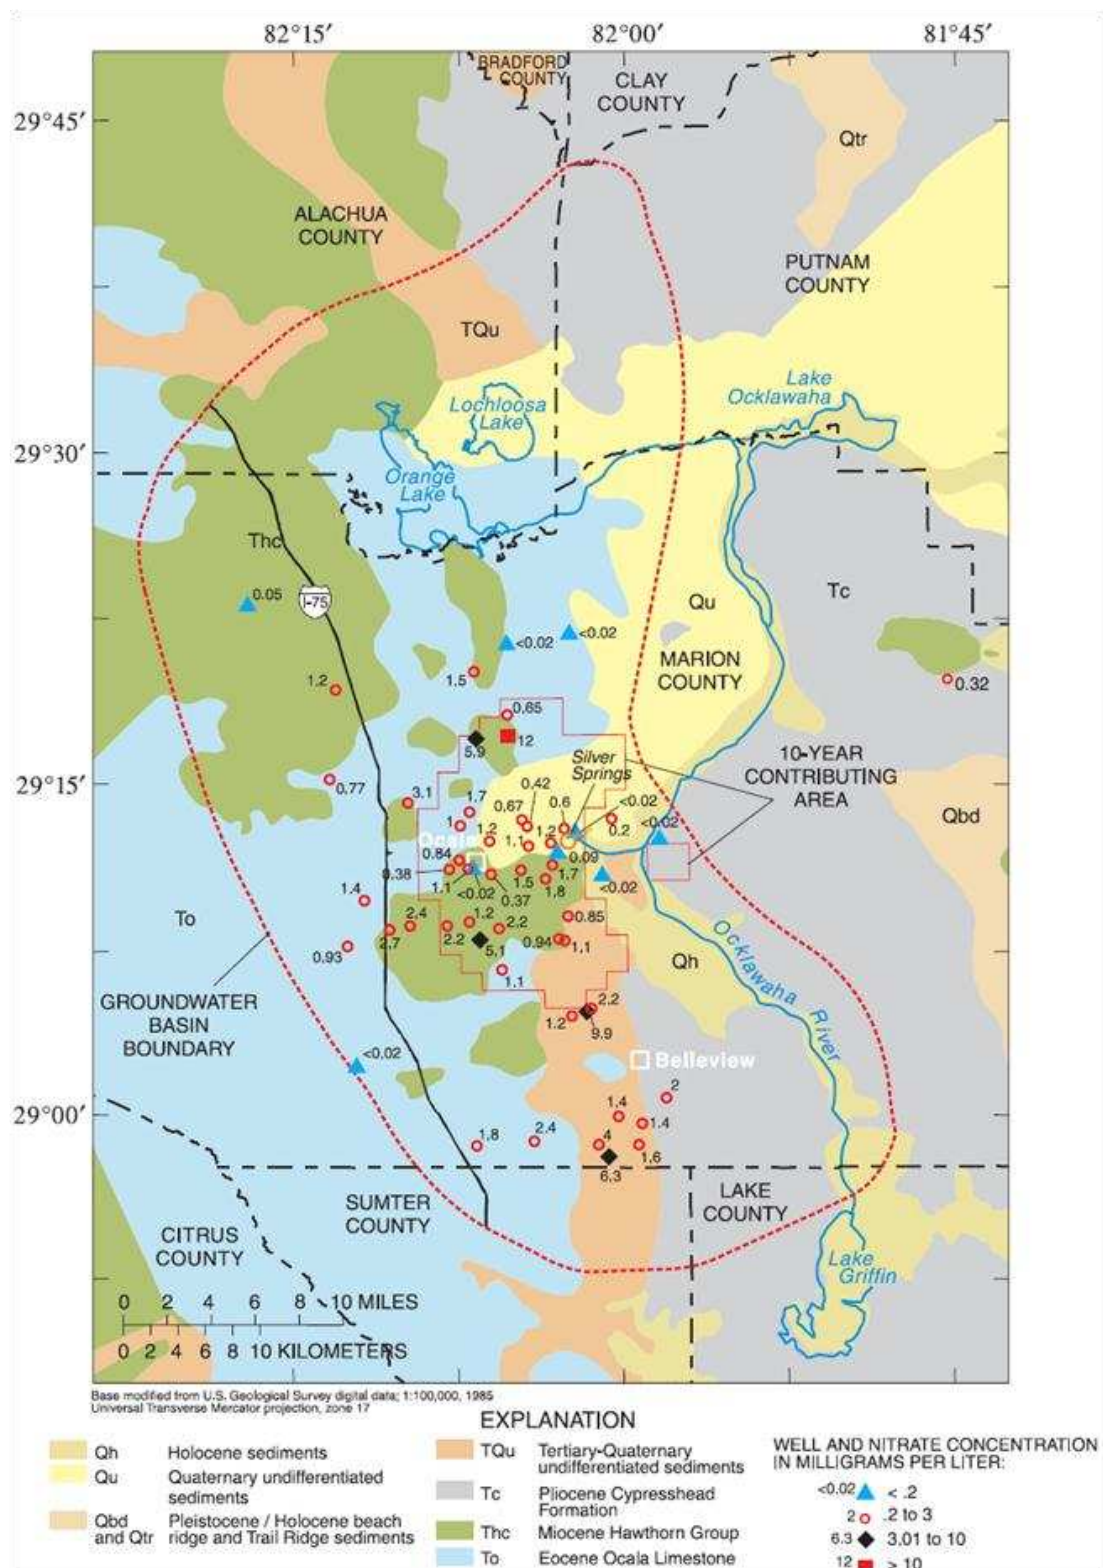 82°15′ 82°00′ 81°45′
BRADFORD
COUNTY
CLAY
COUNTY
29°45′
Qtr
ALACHUA
COUNTY
PUTNAM
COUNTY
TQu
Lake
Ocklawaha
Lochloosa
Lake
29°30′
Orange
Lake
Thc
0.05
I-75
Qu
Tc
<0.02
<0.02
MARION
COUNTY
1.5
1.2
0.32
0.65
12
5.9
Silver
Springs
10-YEAR
CONTRIBUTING
AREA
29°15′
0.77
3.1
1.7
0.67
0.42
0.6
<0.02
0.2
<0.02
Qbd
1
1.2
1.1
1.2
Ocala
0.84
0.09
0.38
1.1
<0.02
0.37
1.5
1.7
1.8
<0.02
1.4
To
2.4
1.2
2.2
0.85
2.7
2.2
5.1
0.94
1.1
0.93
1.1
Qh
Ocklawaha River
GROUNDWATER
BASIN
BOUNDARY
2.2
1.2
9.9
<0.02
Belleview
29°00′
2
1.4
1.4
2.4
1.8
4
1.6
6.3
SUMTER
COUNTY
LAKE
COUNTY
CITRUS
COUNTY
Lake
Griffin
0 2 4 6 8 10 MILES
0 2 4 6 8 10 KILOMETERS
Base modified from U.S. Geological Survey digital data; 1:100,000, 1985
Universal Transverse Mercator projection, zone 17
EXPLANATION
Qh Holocene sediments
Qu Quaternary undifferentiated
sediments
Qbd
and Qtr Pleistocene / Holocene beach
ridge and Trail Ridge sediments
TQu Tertiary-Quaternary
undifferentiated sediments
Tc Pliocene Cypresshead
Formation
Thc Miocene Hawthorn Group
To Eocene Ocala Limestone
WELL AND NITRATE CONCENTRATION
IN MILLIGRAMS PER LITER:
<0.02 < .2
2 .2 to 3
6.3 3.01 to 10
12 > 10